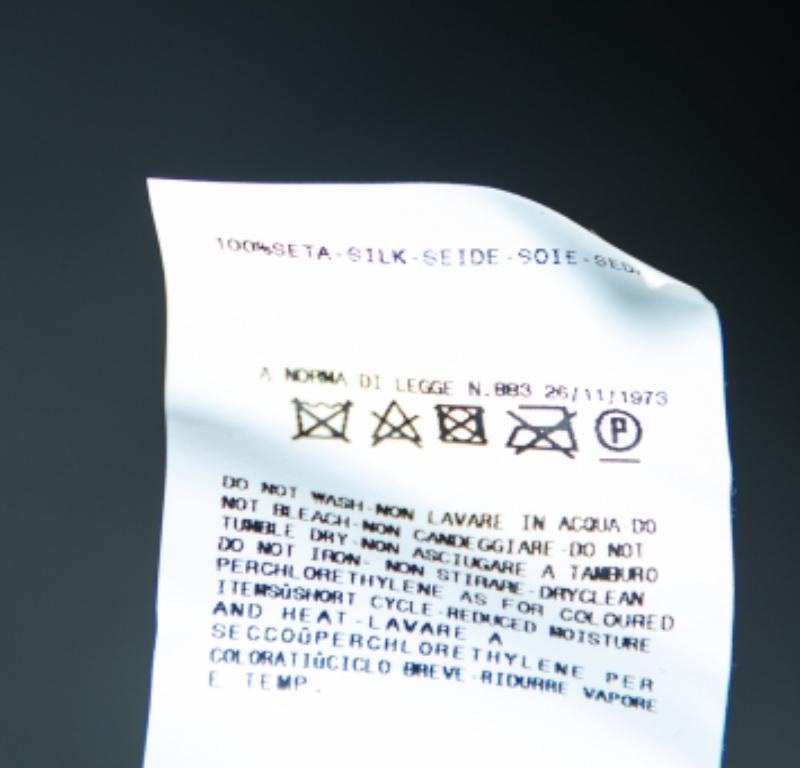 100%SETA-SILK-SEIDE-SOIE-SED
A NORMA DI LEGGE N.883 26/11/1973
P
DO NOT WASH-NON LAVARE IN ACQUA-DO
NOT BLEACH-NON CANDEGGIARE-DO NOT
TUMBLE DRY-NON ASCIUGARE A TAMBURO
DO NOT IRON- NON STIRARE-DRYCLEAN
PERCHLORETHYLENE AS FOR COLOURED
ITEMSûSHORT CYCLE-REDUCED MOISTURE
AND HEAT-LAVARE A
SECCOûPERCHLORETHYLENE PER
COLORATIûCICLO BREVE-RIDURRE VAPORE
E TEMP.